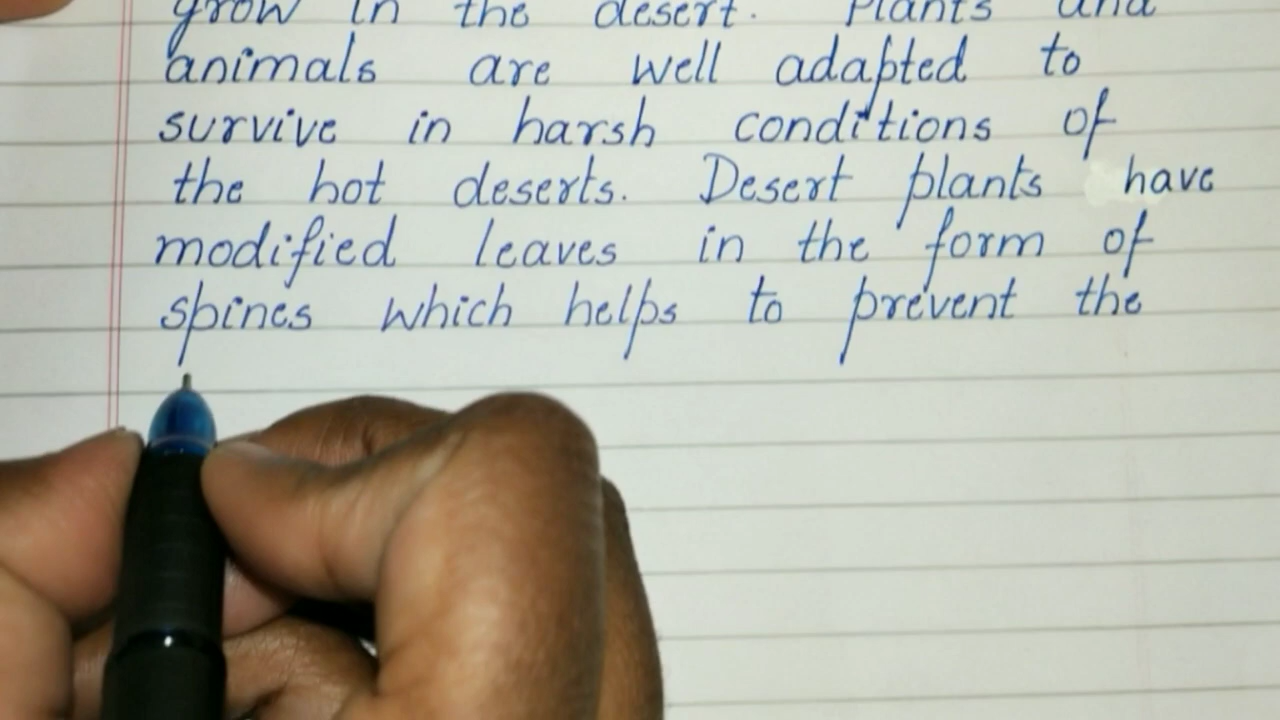 grow in the desert. Plants and
animals are well adapted to
survive in harsh conditions of
the hot deserts. Desert plants have
modified leaves in the form of
spines which helps to prevent the